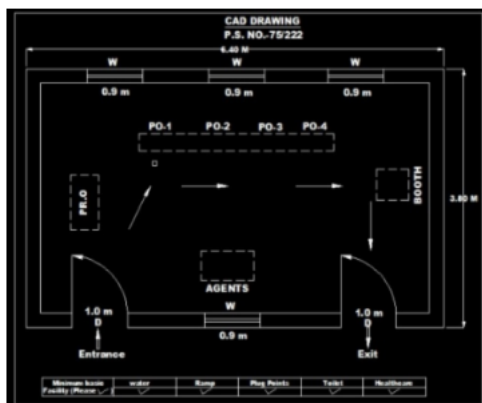 CAD DRAWING
P.S. NO.-75/222
6.40 M
W W W
0.9 m 0.9 m 0.9 m
PO-1 PO-2 PO-3 PO-4
PR.O
BOOTH
3.80 M
AGENTS
W
1.0 m
D
0.9 m
1.0 m
D
Entrance
Exit
Minimum basic Facility (Please ✓) water Ramp Plug Points Toilet Healthcare
✓ ✓ ✓ ✓ ✓